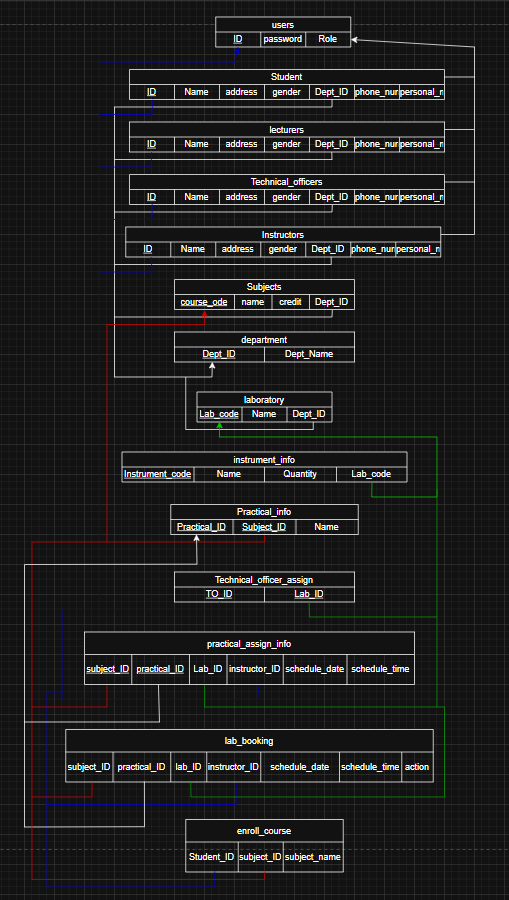 users
ID password Role
Student
ID Name address gender Dept_ID phone_nur personal_n
lecturers
ID Name address gender Dept_ID phone_nur personal_n
Technical_officers
ID Name address gender Dept_ID phone_nur personal_n
Instructors
ID Name address gender Dept_ID phone_nur personal_n
Subjects
course_ode name credit Dept_ID
department
Dept_ID Dept_Name
laboratory
Lab_code Name Dept_ID
instrument_info
Instrument_code Name Quantity Lab_code
Practical_info
Practical_ID Subject_ID Name
Technical_officer_assign
TO_ID Lab_ID
practical_assign_info
subject_ID practical_ID Lab_ID instructor_ID schedule_date schedule_time
lab_booking
subject_ID practical_ID lab_ID instructor_ID schedule_date schedule_time action
enroll_course
Student_ID subject_ID subject_name